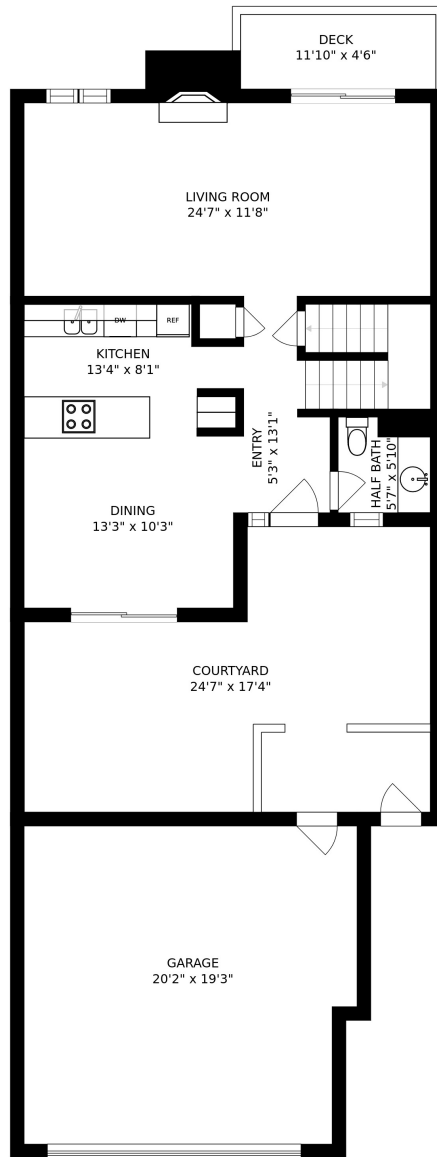 DECK
11'10" x 4'6"
LIVING ROOM
24'7" x 11'8"
DW
REF
KITCHEN
13'4" x 8'1"
ENTRY
5'3" x 13'1"
HALF BATH
5'7" x 5'10"
DINING
13'3" x 10'3"
COURTYARD
24'7" x 17'4"
GARAGE
20'2" x 19'3"